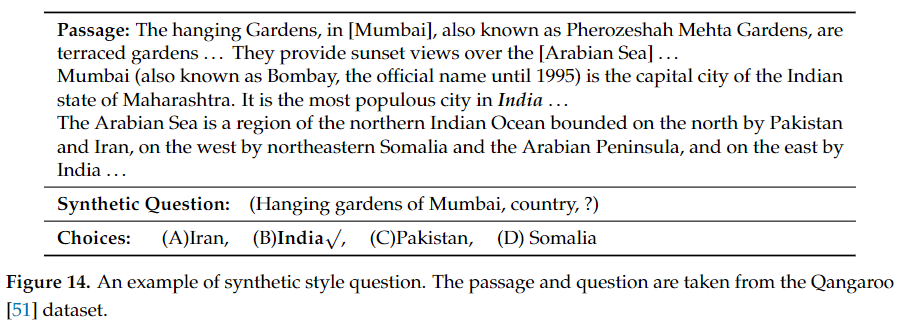 Passage: The hanging Gardens, in [Mumbai], also known as Pherozeshah Mehta Gardens, are
terraced gardens … They provide sunset views over the [Arabian Sea] …
Mumbai (also known as Bombay, the official name until 1995) is the capital city of the Indian
state of Maharashtra. It is the most populous city in India …
The Arabian Sea is a region of the northern Indian Ocean bounded on the north by Pakistan
and Iran, on the west by northeastern Somalia and the Arabian Peninsula, and on the east by
India …
Synthetic Question: (Hanging gardens of Mumbai, country, ?)
Choices: (A)Iran, (B)India√, (C)Pakistan, (D) Somalia
Figure 14. An example of synthetic style question. The passage and question are taken from the Qangaroo
[51] dataset.